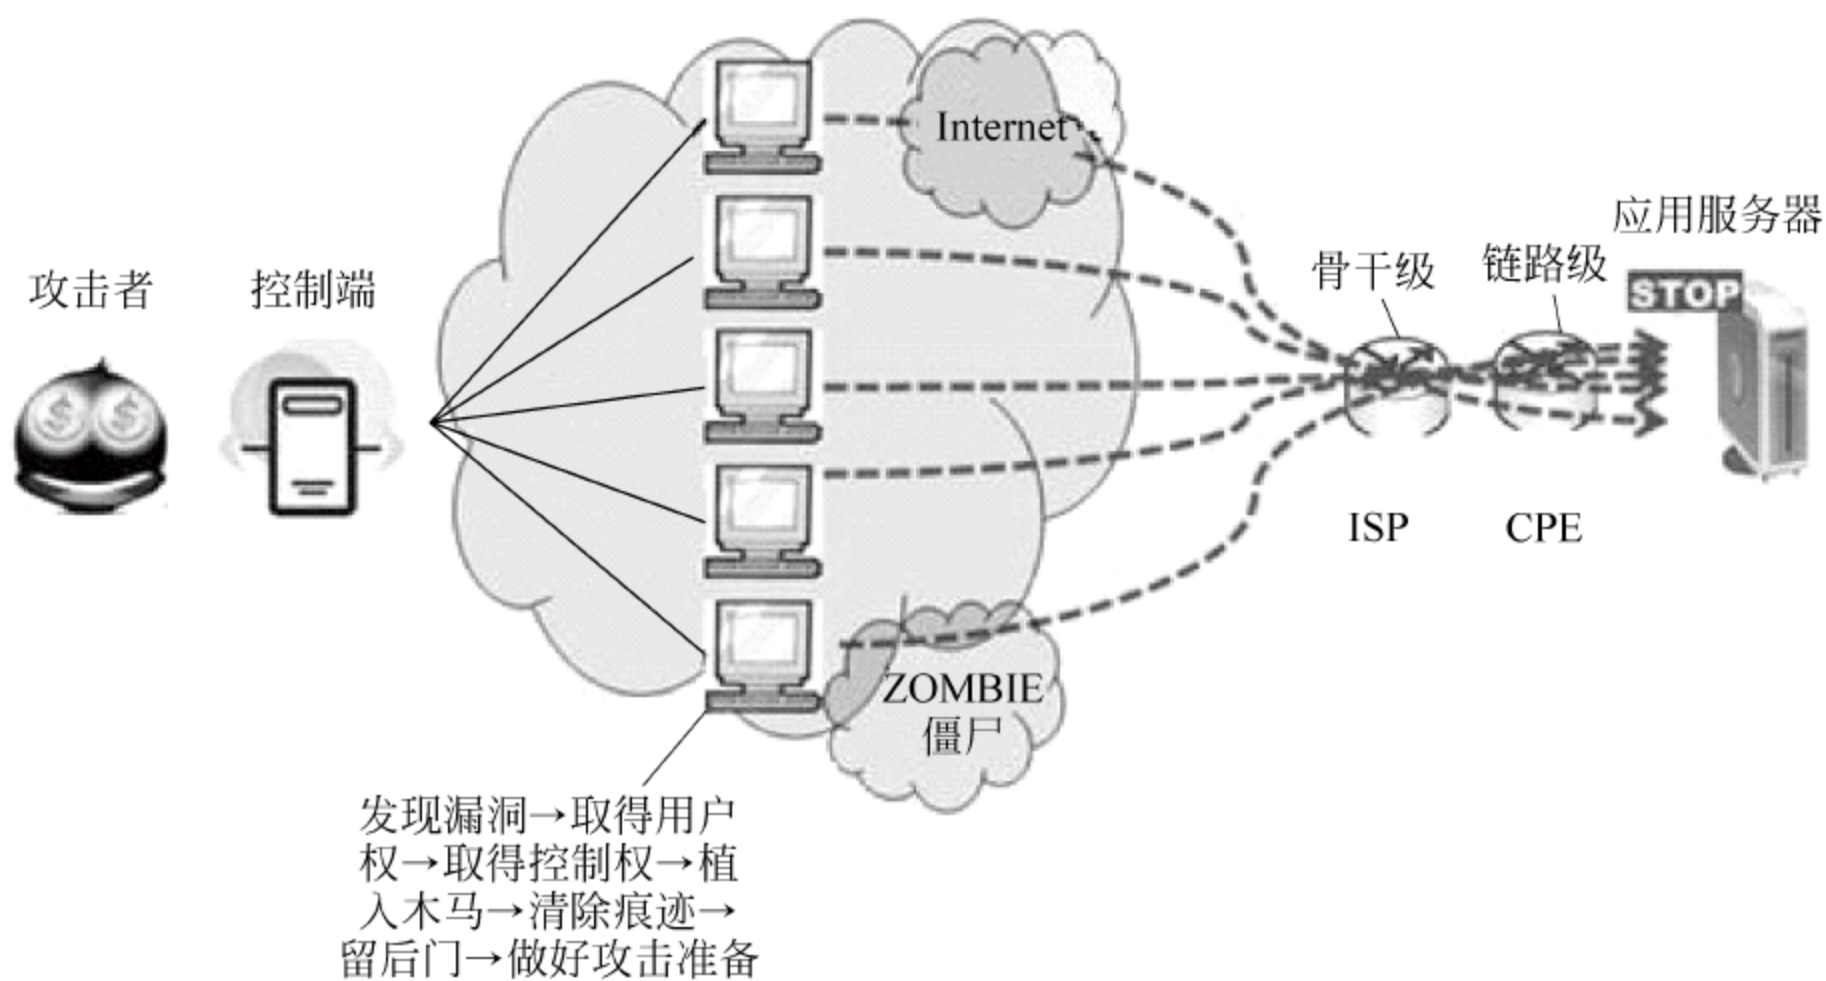 Internet
应用服务器
骨干级
链路级
STOP
攻击者
控制端
$ $
ISP
CPE
ZOMBIE
僵尸
发现漏洞→取得用户
权→取得控制权→植
入木马→清除痕迹→
留后门→做好攻击准备